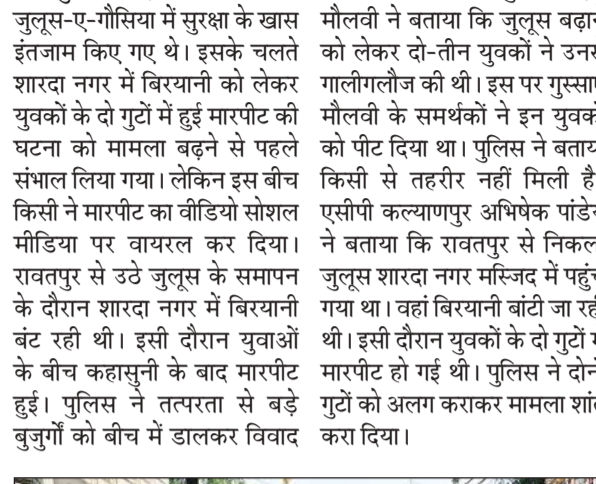 जुलूस-ए-गौसिया में सुरक्षा के खास
इंतजाम किए गए थे। इसके चलते
शारदा नगर में बिरयानी को लेकर
युवकों के दो गुटों में हुई मारपीट की
घटना को मामला बढ़ने से पहले
संभाल लिया गया। लेकिन इस बीच
किसी ने मारपीट का वीडियो सोशल
मीडिया पर वायरल कर दिया।
रावतपुर से उठे जुलूस के समापन
के दौरान शारदा नगर में बिरयानी
बंट रही थी। इसी दौरान युवाओं
के बीच कहासुनी के बाद मारपीट
हुई। पुलिस ने तत्परता से बड़े
बुजुर्गों को बीच में डालकर विवाद
मौलवी ने बताया कि जुलूस
को लेकर दो-तीन युवकों ने
गालीगलौज की थी। इस पर
मौलवी के समर्थकों ने इन
को पीट दिया था। पुलिस ने
किसी से तहरीर नहीं मिली है
एसीपी कल्याणपुर अभिषेक
ने बताया कि रावतपुर से
जुलूस शारदा नगर मस्जिद में
गया था। वहां बिरयानी बांटी जा
थी। इसी दौरान युवकों के दो गुटों
मारपीट हो गई थी। पुलिस ने
गुटों को अलग कराकर मामला
करा दिया।